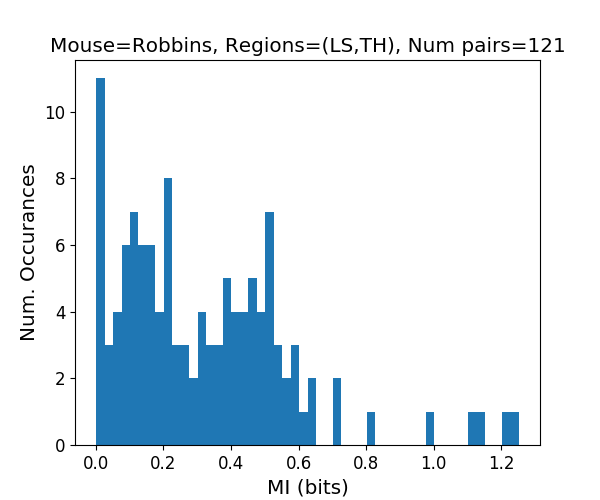 Mouse=Robbins, Regions=(LS,TH), Num pairs=121
Num. Occurances
10
8
6
4
2
0
0.0 0.2 0.4 0.6 0.8 1.0 1.2
MI (bits)